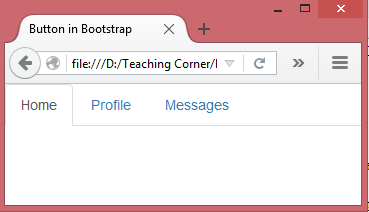 Button in Bootstrap
file:///D:/Teaching Corner/
Home Profile Messages